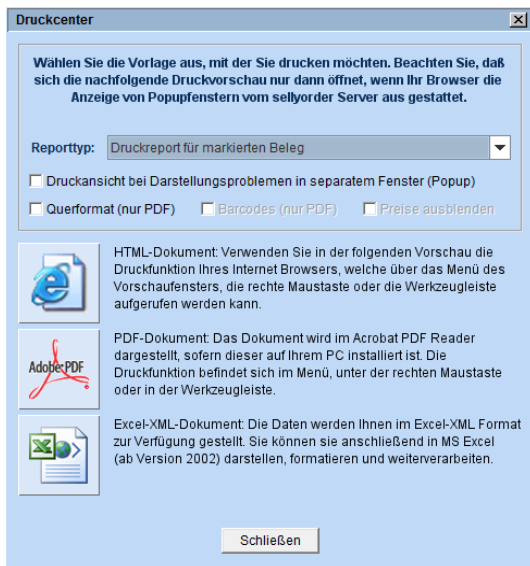 Druckcenter
Wählen Sie die Vorlage aus, mit der Sie drucken möchten. Beachten Sie, daß
sich die nachfolgende Druckvorschau nur dann öffnet, wenn Ihr Browser die
Anzeige von Popupfenstern vom sellyorder Server aus gestattet.
Reporttyp: Druckreport für markierten Beleg
Druckansicht bei Darstellungsproblemen in separatem Fenster (Popup)
Querformat (nur PDF) Barcodes (nur PDF) Preise ausblenden
HTML-Dokument: Verwenden Sie in der folgenden Vorschau die
Druckfunktion Ihres Internet Browsers, welche über das Menü des
Vorschaufensters, die rechte Maustaste oder die Werkzeugleiste
aufgerufen werden kann.
Adobe PDF
PDF-Dokument: Das Dokument wird im Acrobat PDF Reader
dargestellt, sofern dieser auf Ihrem PC installiert ist. Die
Druckfunktion befindet sich im Menü, unter der rechten Maustaste
oder in der Werkzeugleiste.
Excel-XML-Dokument: Die Daten werden Ihnen im Excel-XML Format
zur Verfügung gestellt. Sie können sie anschließend in MS Excel
(ab Version 2002) darstellen, formatieren und weiterverarbeiten.
Schließen